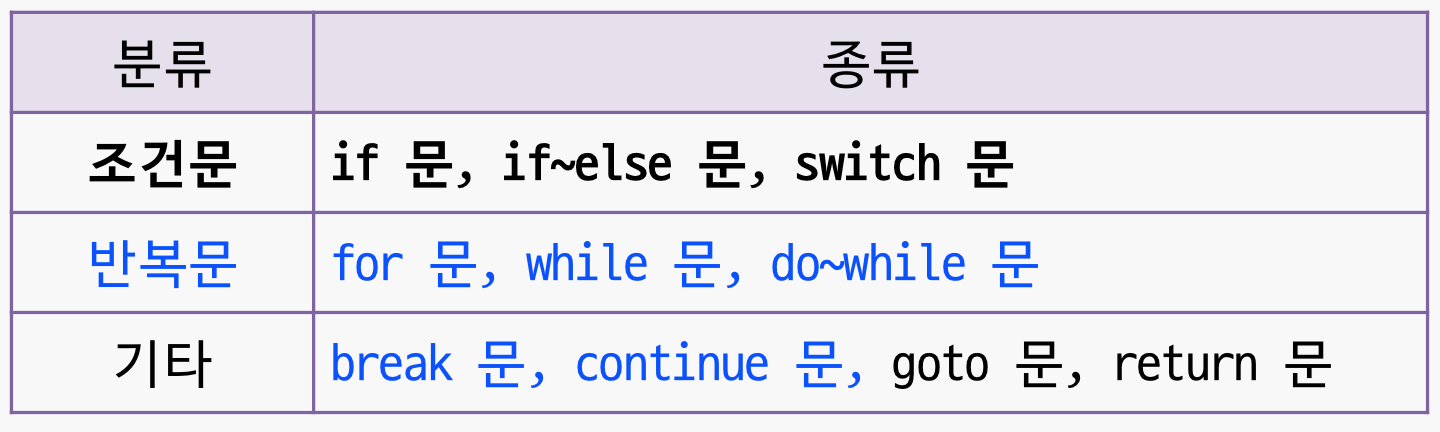 분류 종류
조건문 if 문, if~else 문, switch 문
반복문 for 문, while 문, do~while 문
기타 break 문, continue 문, goto 문, return 문